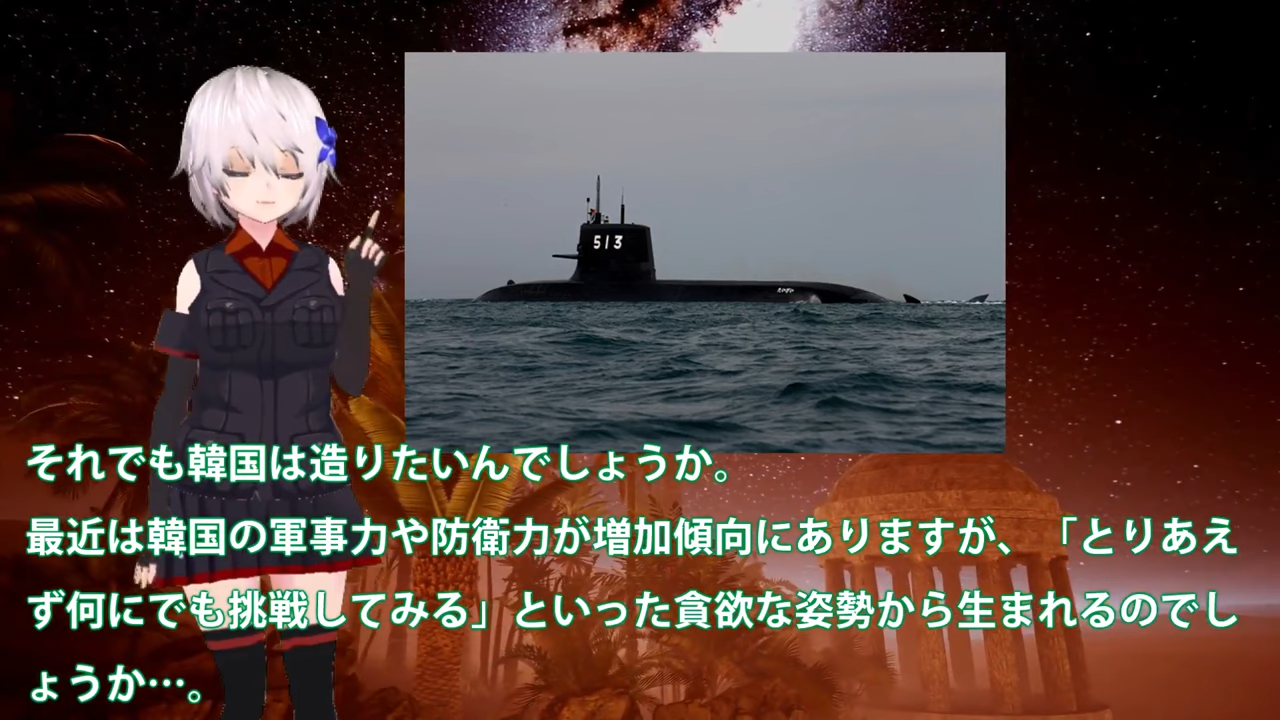 513
それでも韓国は造りたいんでしょうか。
最近は韓国の軍事力や防衛力が増加傾向にありますが、「とりあえ
ず何にでも挑戦してみる」といった貪欲な姿勢から生まれるのでし
ょうか…。